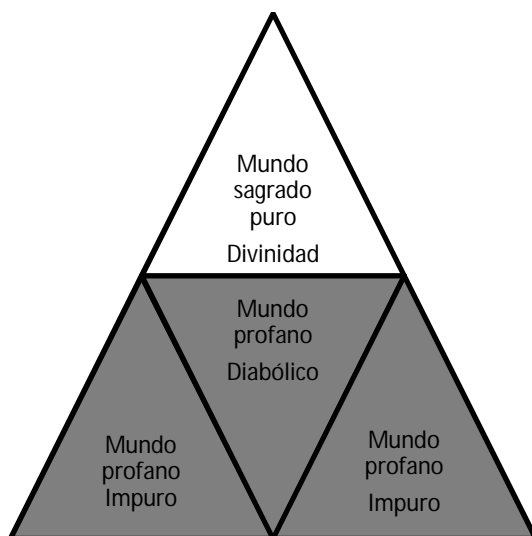 Mundo
sagrado
puro
Divinidad
Mundo
profano
Diabólico
Mundo
profano
Impuro
Mundo
profano
Impuro